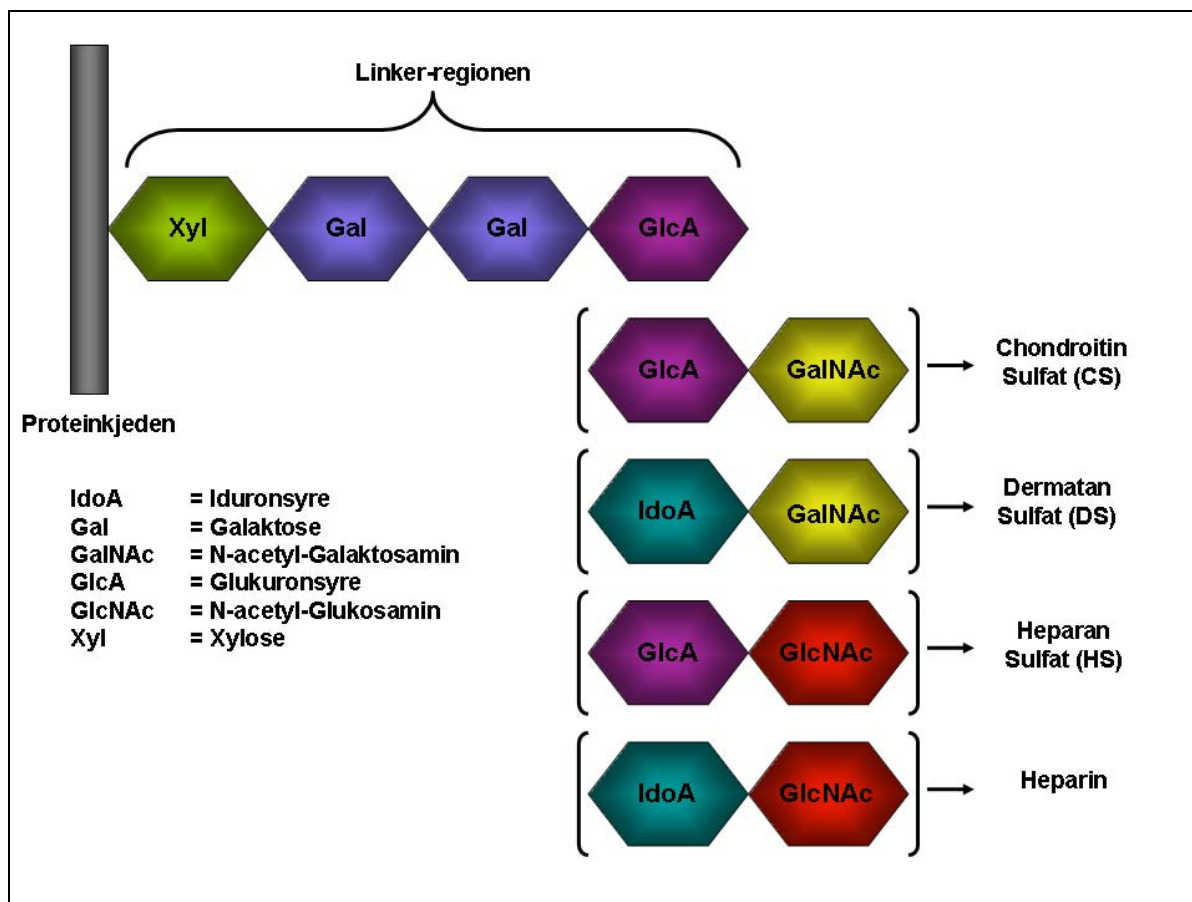 Linker-regionen
Xyl Gal Gal GlcA
GlcA GalNAc
Chondroitin
Sulfat (CS)
Proteinkjeden
IdoA GalNAc
Dermatan
Sulfat (DS)
IdoA = Iduronsyre
Gal = Galaktose
GalNAc = N-acetyl-Galaktosamin
GlcA = Glukuronsyre
GlcNAc = N-acetyl-Glukosamin
Xyl = Xylose
GlcA GlcNAc
Heparan
Sulfat (HS)
IdoA GlcNAc
Heparin